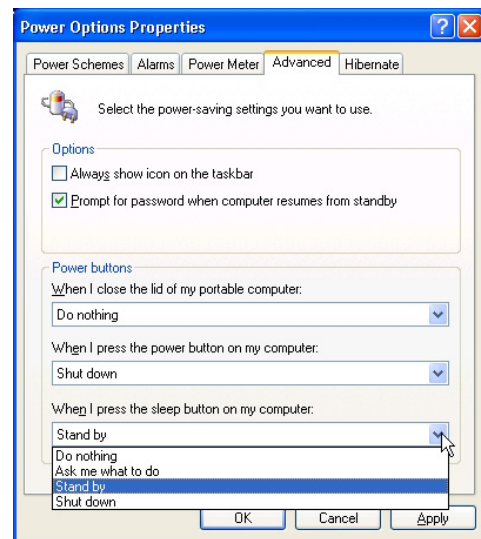 Power Options Properties
Power Schemes Alarms Power Meter Advanced Hibernate
Select the power-saving settings you want to use.
Options
Always show icon on the taskbar
Prompt for password when computer resumes from standby
Power buttons
When I close the lid of my portable computer:
Do nothing
When I press the power button on my computer:
Shut down
When I press the sleep button on my computer:
Stand by
Do nothing
Ask me what to do
Stand by
Shut down
OK Cancel Apply